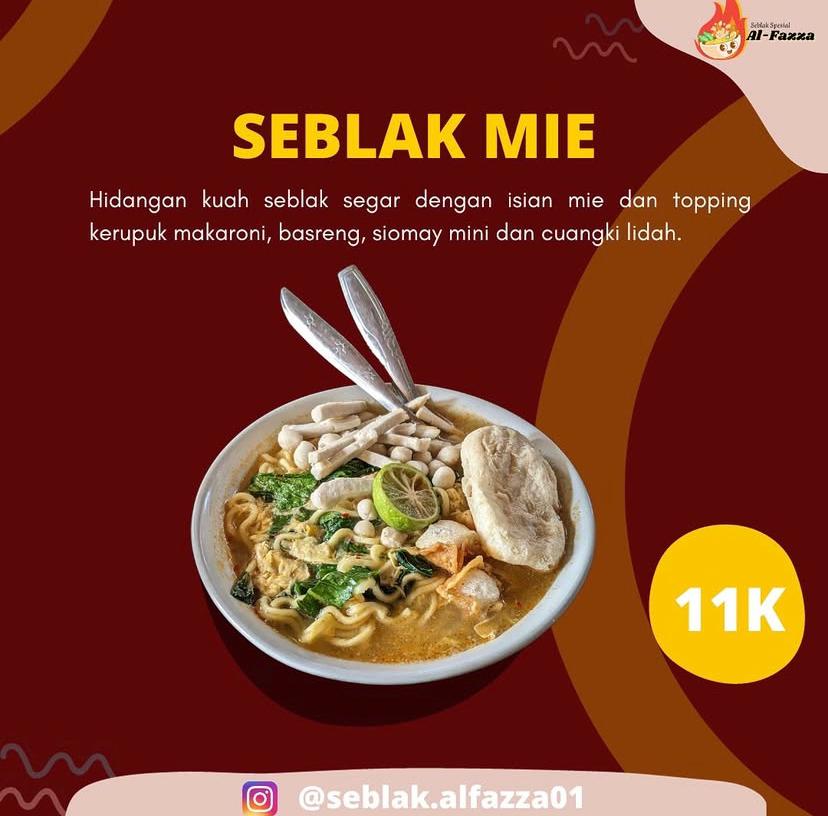 Seblak Spesial
Al-Fazza
SEBLAK MIE
Hidangan kuah seblak segar dengan isian mie dan topping
kerupuk makaroni, basreng, siomay mini dan cuangki lidah.
11K
@seblak.alfazza01